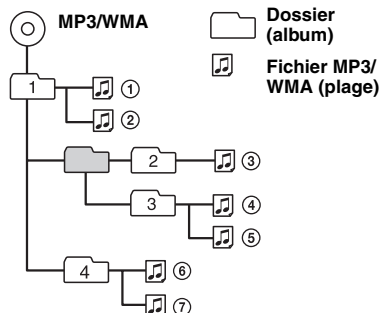 MP3/WMA
Dossier
(album)
Fichier MP3/
WMA (plage)
1
①
②
2
③
3
④
⑤
4
⑥
⑦